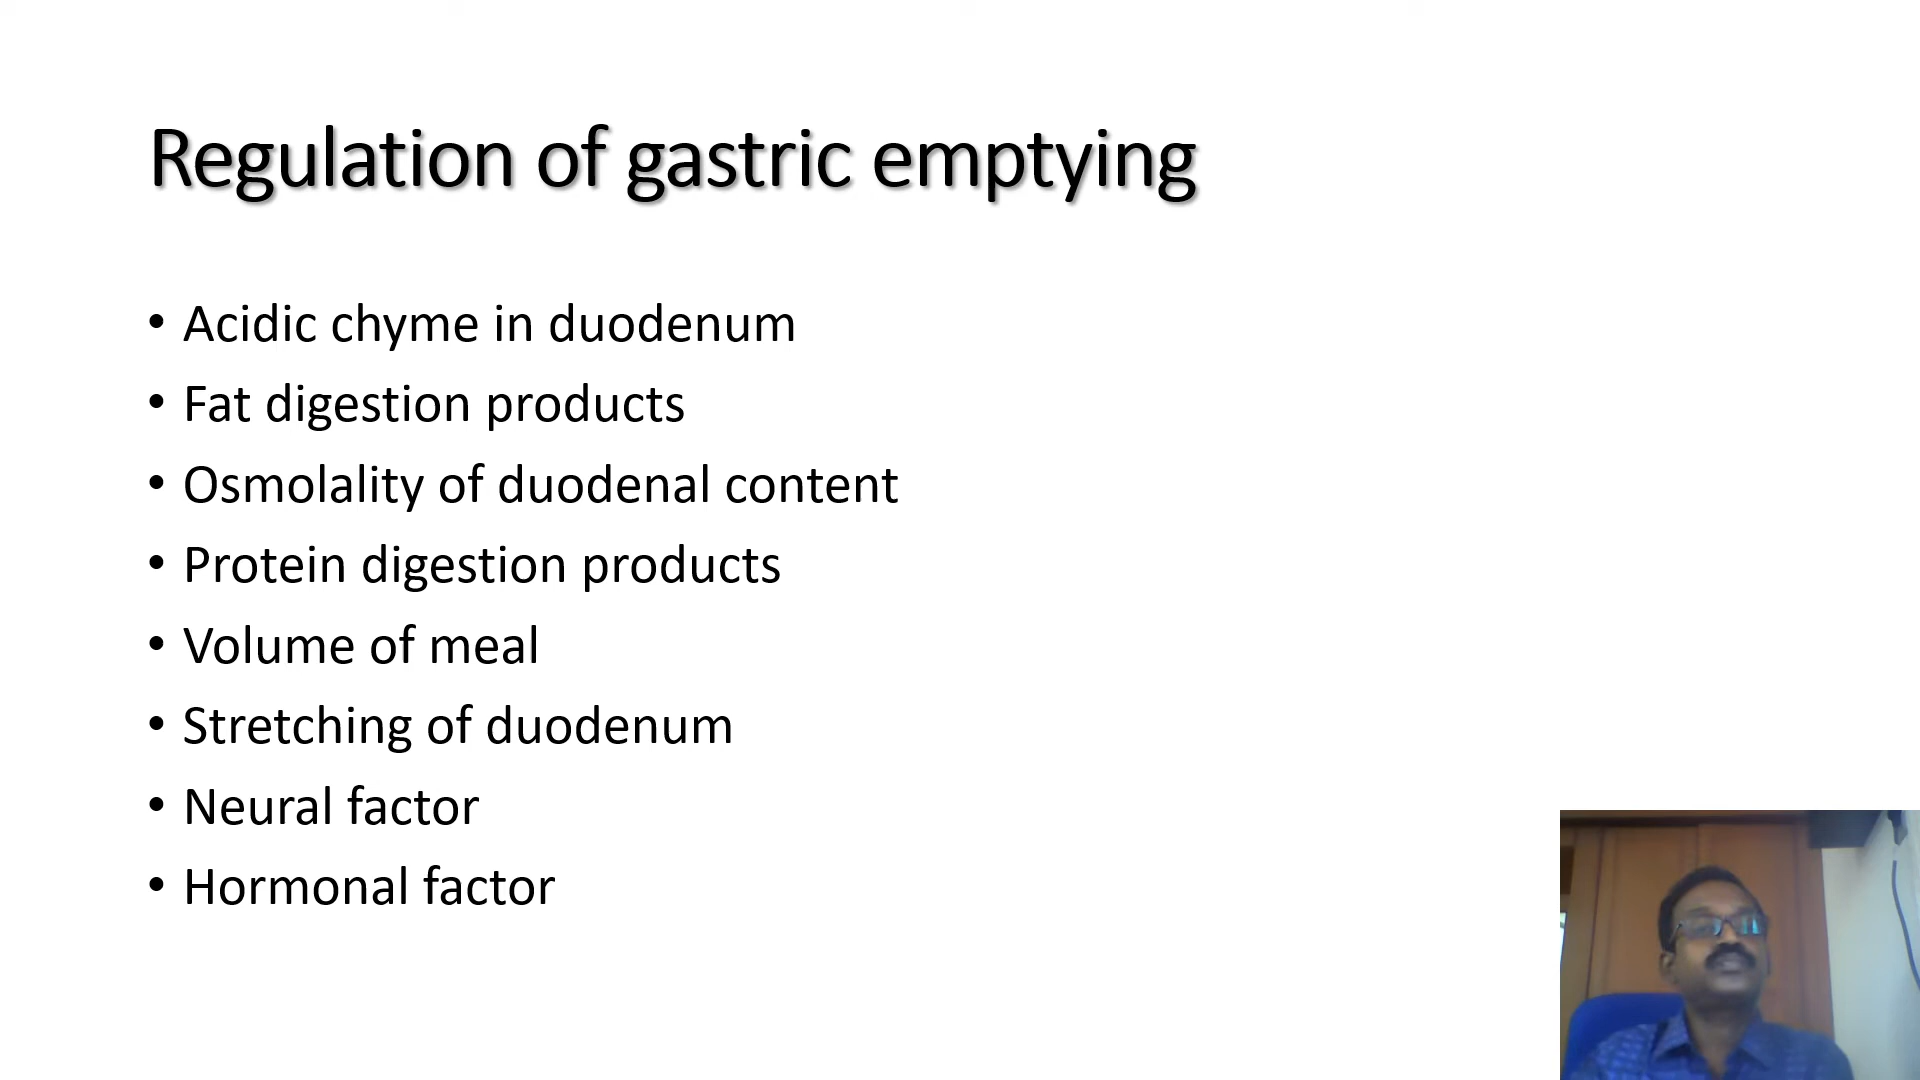 Regulation of gastric emptying
• Acidic chyme in duodenum
• Fat digestion products
• Osmolality of duodenal content
• Protein digestion products
• Volume of meal
• Stretching of duodenum
• Neural factor
• Hormonal factor